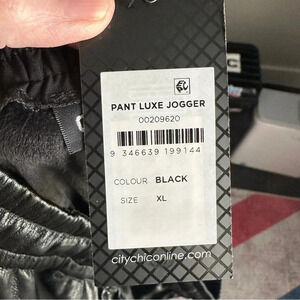 PANT LUXE JOGGER
00209620
9 346639 199144
COLOUR BLACK
SIZE XL
citychiconline.com